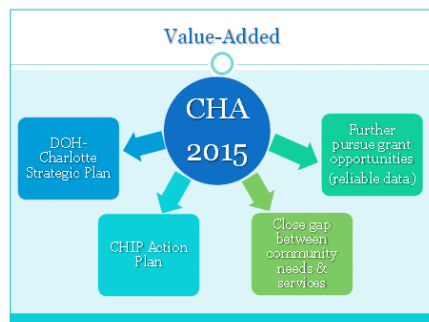 Value-Added
CHA
2015
DOH-
Charlotte
Strategic Plan
CHIP Action
Plan
Close gap
between
community
needs &
services
Further
pursue grant
opportunities
(reliable data)